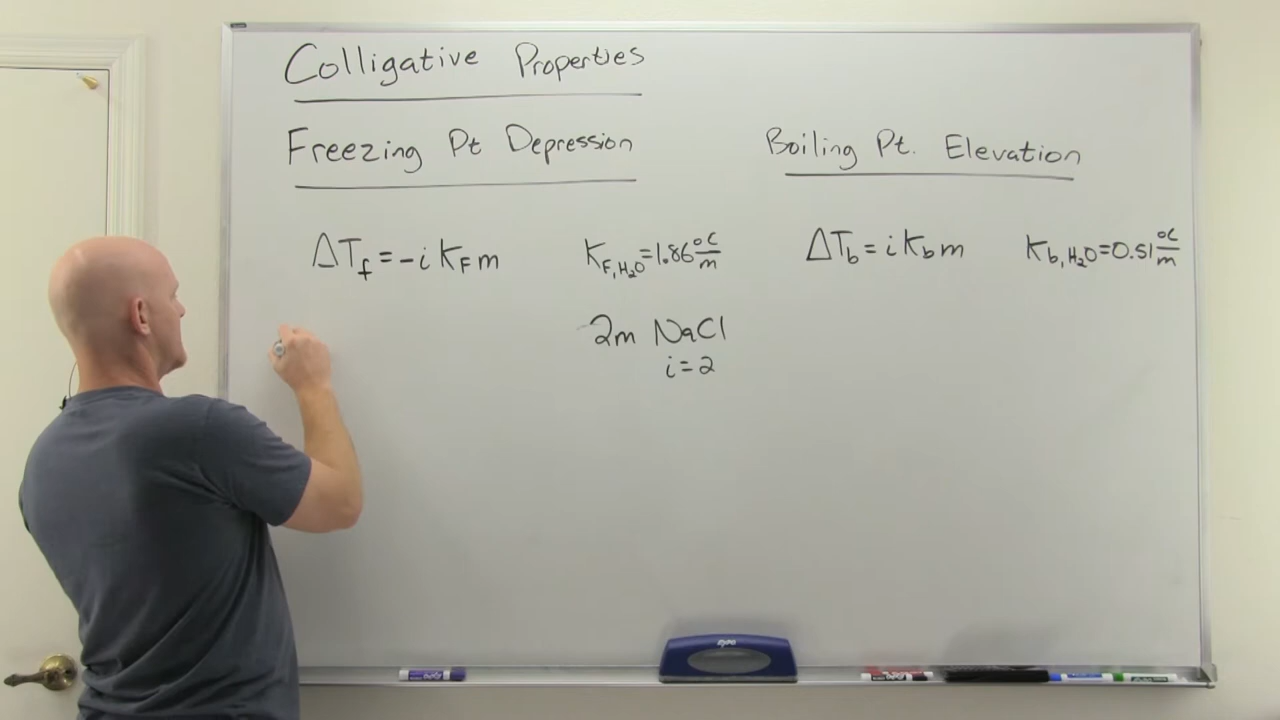 Colligative Properties
Freezing Pt Depression
Boiling Pt. Elevation
ΔT_f = -i K_F m
K_F,H₂O = 1.86 °C/m
ΔT_b = i K_b m
K_b,H₂O = 0.51 °C/m
2m NaCl
i = 2
EXPO